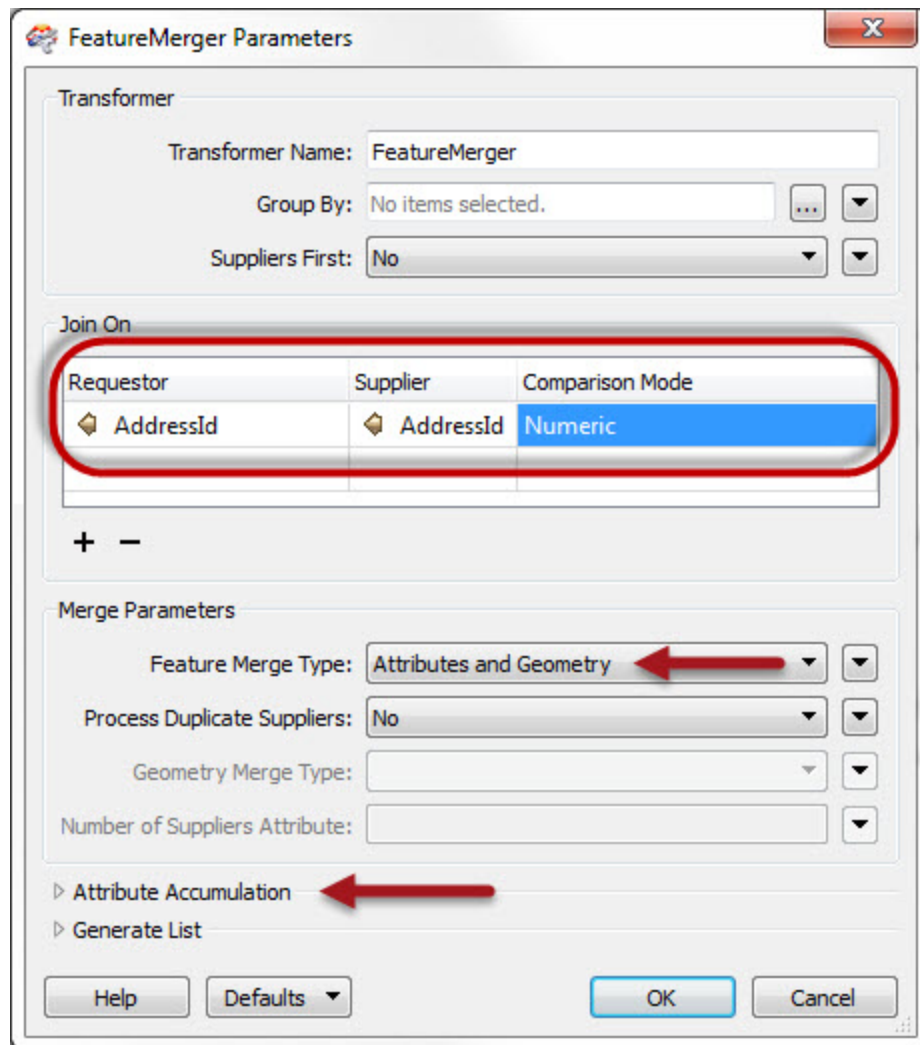 FeatureMerger Parameters
Transformer
Transformer Name: FeatureMerger
Group By: No items selected. ...
Suppliers First: No
Join On
Requestor Supplier Comparison Mode
AddressId AddressId Numeric
+ −
Merge Parameters
Feature Merge Type: Attributes and Geometry
Process Duplicate Suppliers: No
Geometry Merge Type:
Number of Suppliers Attribute:
Attribute Accumulation
Generate List
Help Defaults OK Cancel